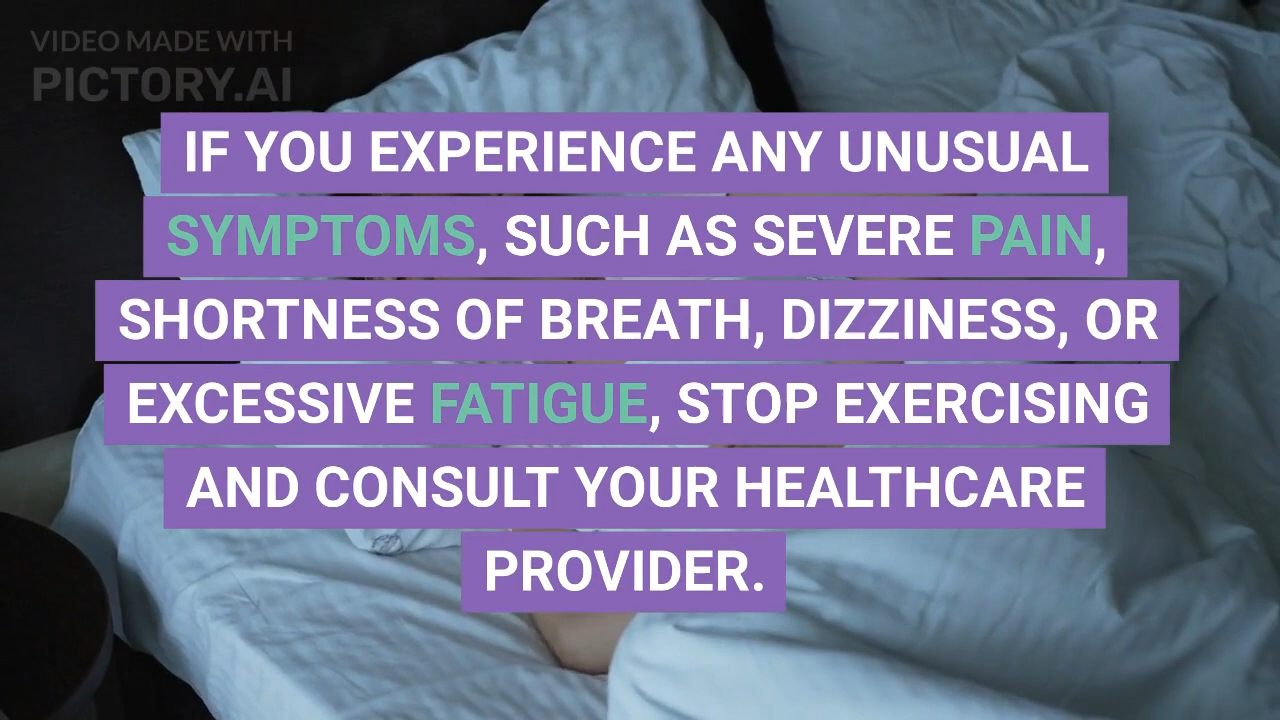 VIDEO MADE WITH
PICTORY.AI
IF YOU EXPERIENCE ANY UNUSUAL
SYMPTOMS, SUCH AS SEVERE PAIN,
SHORTNESS OF BREATH, DIZZINESS, OR
EXCESSIVE FATIGUE, STOP EXERCISING
AND CONSULT YOUR HEALTHCARE
PROVIDER.